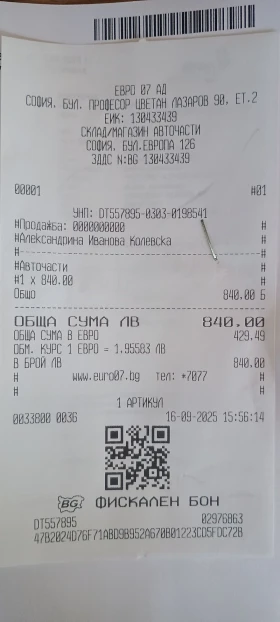 ЕВРО 07 АД
СОФИЯ, БУЛ. ПРОФЕСОР ЦВЕТАН ЛАЗАРОВ 90, ЕТ.2
ЕИК: 130433439
СКЛАД/МАГАЗИН АВТОЧАСТИ
СОФИЯ, БУЛ.ЕВРОПА 126
ЗДДС N:BG 130433439
00001 #01
УНП: DT557895-0303-0198541
#Продажба: 0000000000 #
#Александрина Иванова Колевска #
#Авточасти
#1 x 840.00 #
Общо 840.00 Б
ОБЩА СУМА ЛВ 840.00
ОБЩА СУМА В ЕВРО 429.49
ОБМ. КУРС 1 ЕВРО = 1.95583 ЛВ
В БРОЙ ЛВ 840.00
# www.euro07.bg тел: *7077 #
# #
1 АРТИКУЛ
0033800 0036 16-09-2025 15:56:14
BG ФИСКАЛЕН БОН
DT557895 02976863
47B2024D76F71ABD9B952A670B01223CD5FDC72B